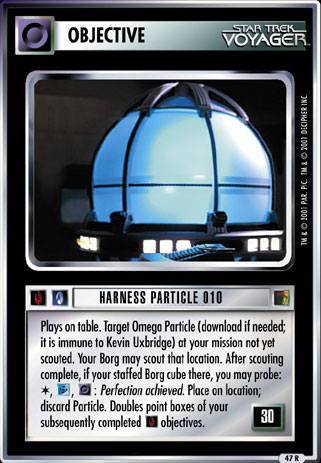 OBJECTIVE
STAR TREK
VOYAGER™
TM & © 2001 PAR. P.C. TM & © 2001 DECIPHER INC.
HARNESS PARTICLE 010
Plays on table. Target Omega Particle (download if needed;
it is immune to Kevin Uxbridge) at your mission not yet
scouted. Your Borg may scout that location. After scouting
complete, if your staffed Borg cube there, you may probe:
: Perfection achieved. Place on location;
discard Particle. Doubles point boxes of your
subsequently completed objectives.
30
47 R